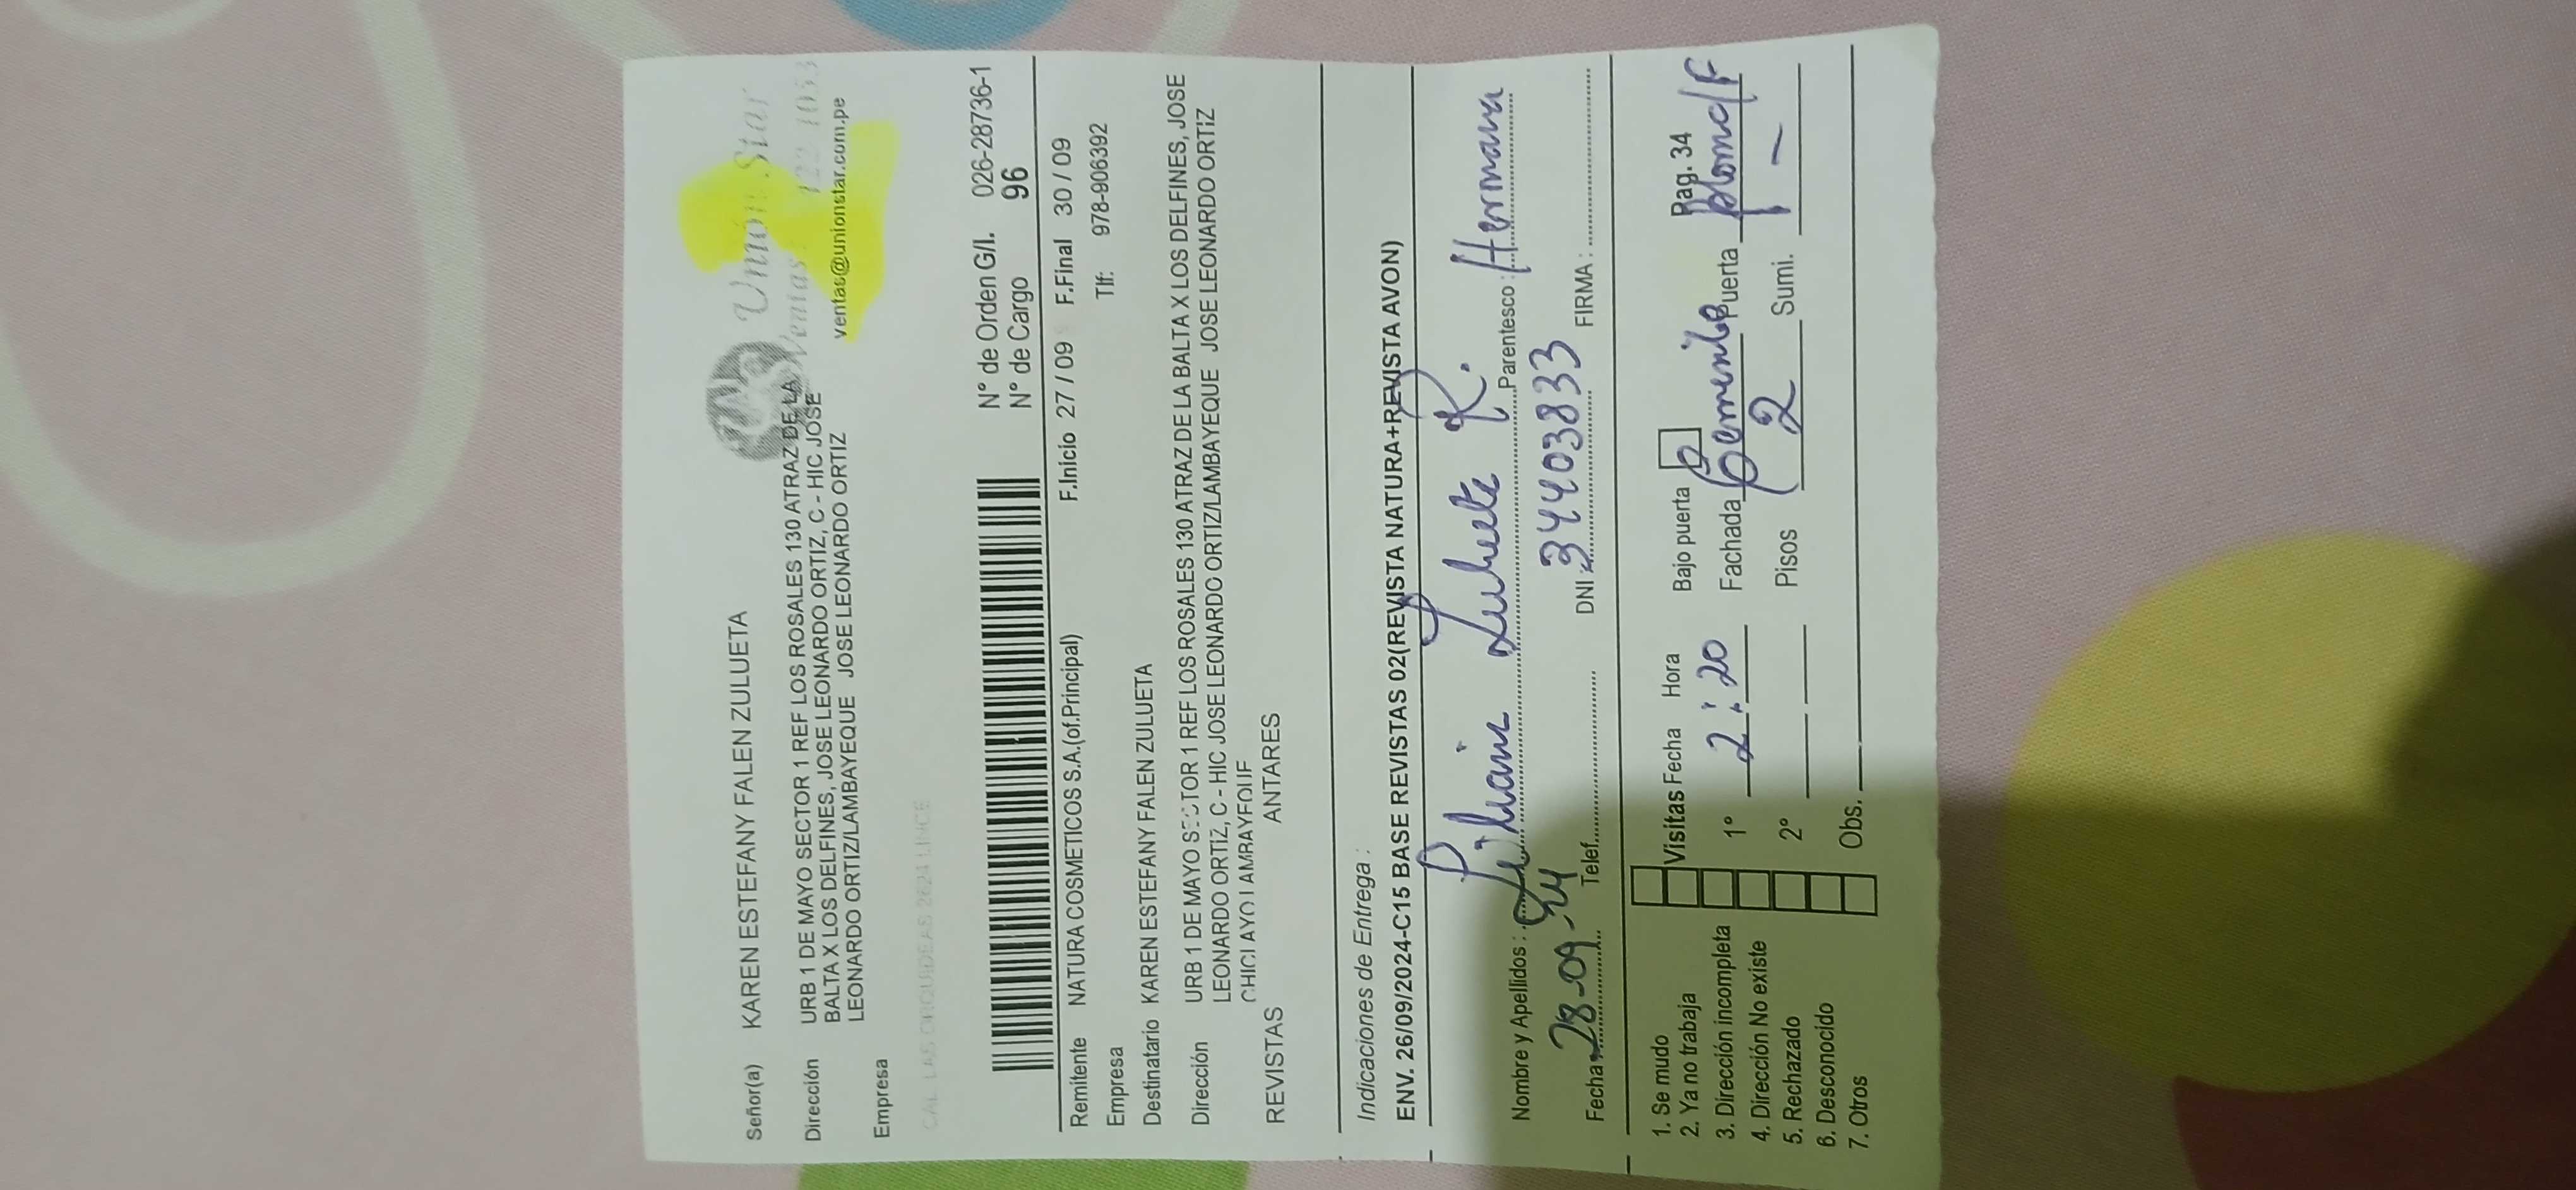 Unión Star
Ventas
ventas@unionstar.com.pe
Señor(a) KAREN ESTEFANY FALEN ZULUETA
Dirección URB 1 DE MAYO SECTOR 1 REF LOS ROSALES 130 ATRAZ DE LA
BALTA X LOS DELFINES, JOSE LEONARDO ORTIZ, C - HIC JOSE
LEONARDO ORTIZ/LAMBAYEQUE JOSE LEONARDO ORTIZ
Empresa
N° de Orden G/I. 026-28736-1
N° de Cargo 96
F.Inicio 27 / 09 F.Final 30 / 09
Remitente NATURA COSMETICOS S.A.(of.Principal)
Empresa Tlf: 978-906392
Destinatario KAREN ESTEFANY FALEN ZULUETA
Dirección URB 1 DE MAYO SECTOR 1 REF LOS ROSALES 130 ATRAZ DE LA BALTA X LOS DELFINES, JOSE
LEONARDO ORTIZ, C - HIC JOSE LEONARDO ORTIZ/LAMBAYEQUE JOSE LEONARDO ORTIZ
REVISTAS ANTARES
Indicaciones de Entrega :
ENV. 26/09/2024-C15 BASE REVISTAS 02(REVISTA NATURA+REVISTA AVON)
Nombre y Apellidos : Zulueta R. Parentesco : Hermana
Fecha 28-09-24 Telef. DNI : 34403833 FIRMA :
1. Se mudo
2. Ya no trabaja
3. Dirección incompleta
4. Dirección No existe
5. Rechazado
6. Desconocido
7. Otros
Visitas Fecha Hora
1° 2:20
2°
Obs.
Bajo puerta Pag. 34
Fachada Puerta
Pisos 2 Sumi. -